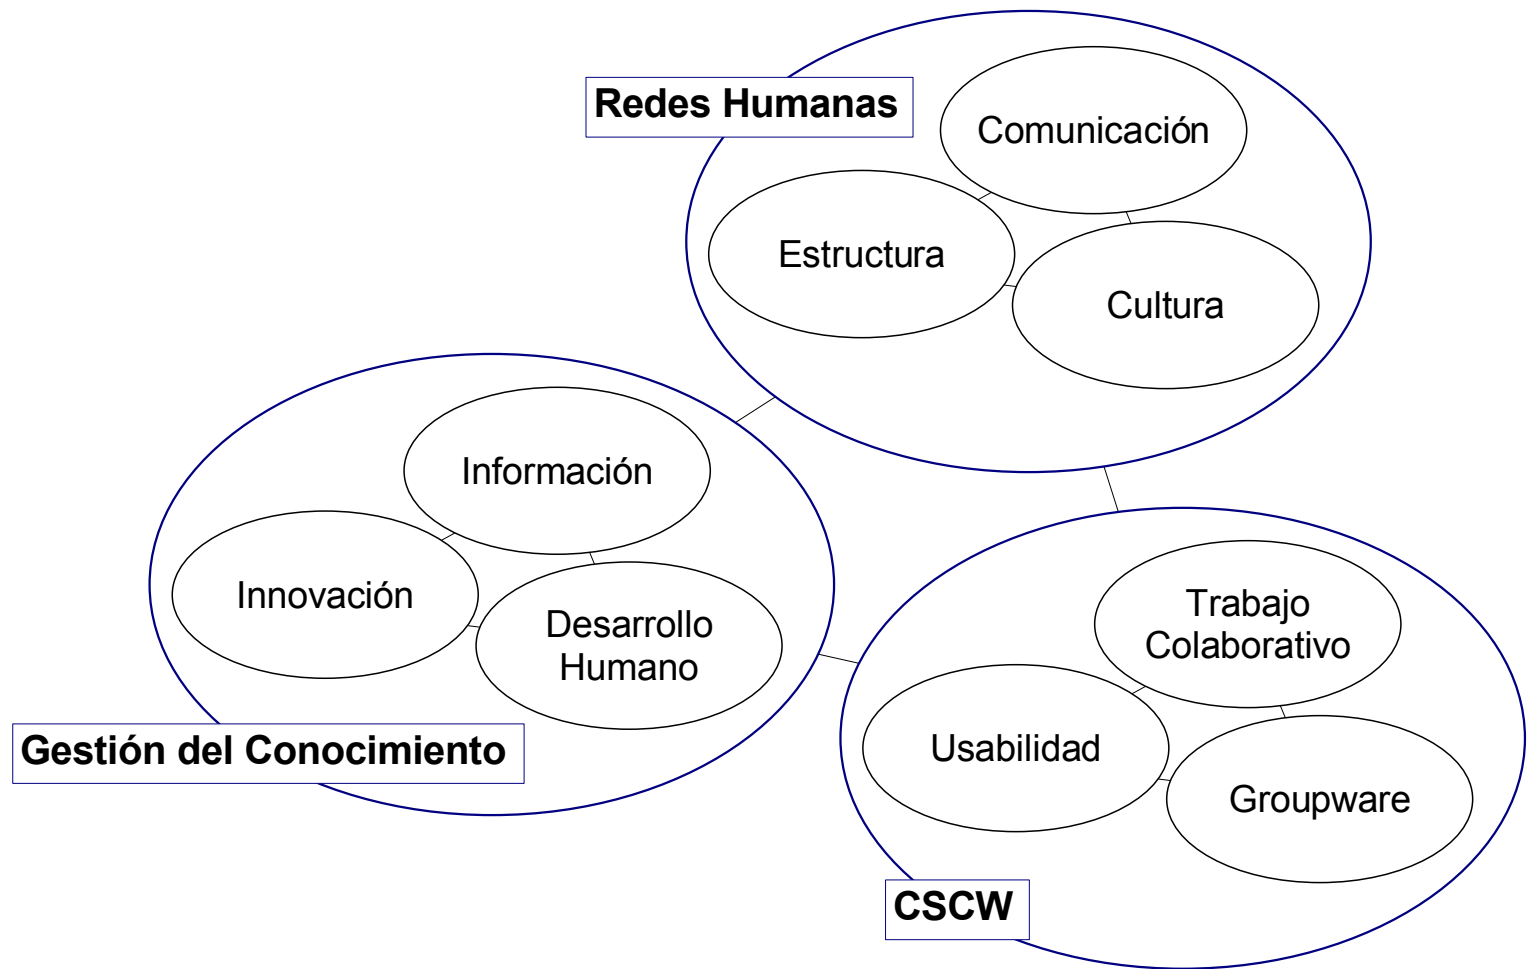 Redes Humanas
Comunicación
Estructura
Cultura
Información
Innovación
Desarrollo
Humano
Gestión del Conocimiento
Trabajo
Colaborativo
Usabilidad
Groupware
CSCW